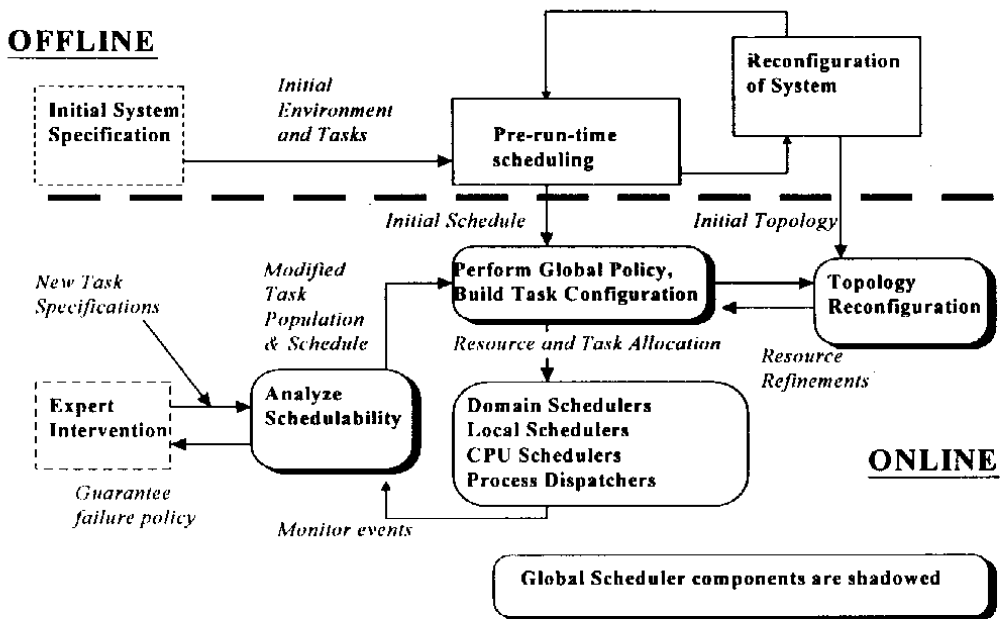 OFFLINE
Initial System
Specification
Initial
Environment
and Tasks
Pre-run-time
scheduling
Reconfiguration
of System
Initial Schedule
Initial Topology
New Task
Specifications
Modified
Task
Population
& Schedule
Perform Global Policy,
Build Task Configuration
Topology
Reconfiguration
Resource and Task Allocation
Resource
Refinements
Expert
Intervention
Analyze
Schedulability
Domain Schedulers
Local Schedulers
CPU Schedulers
Process Dispatchers
ONLINE
Guarantee
failure policy
Monitor events
Global Scheduler components are shadowed